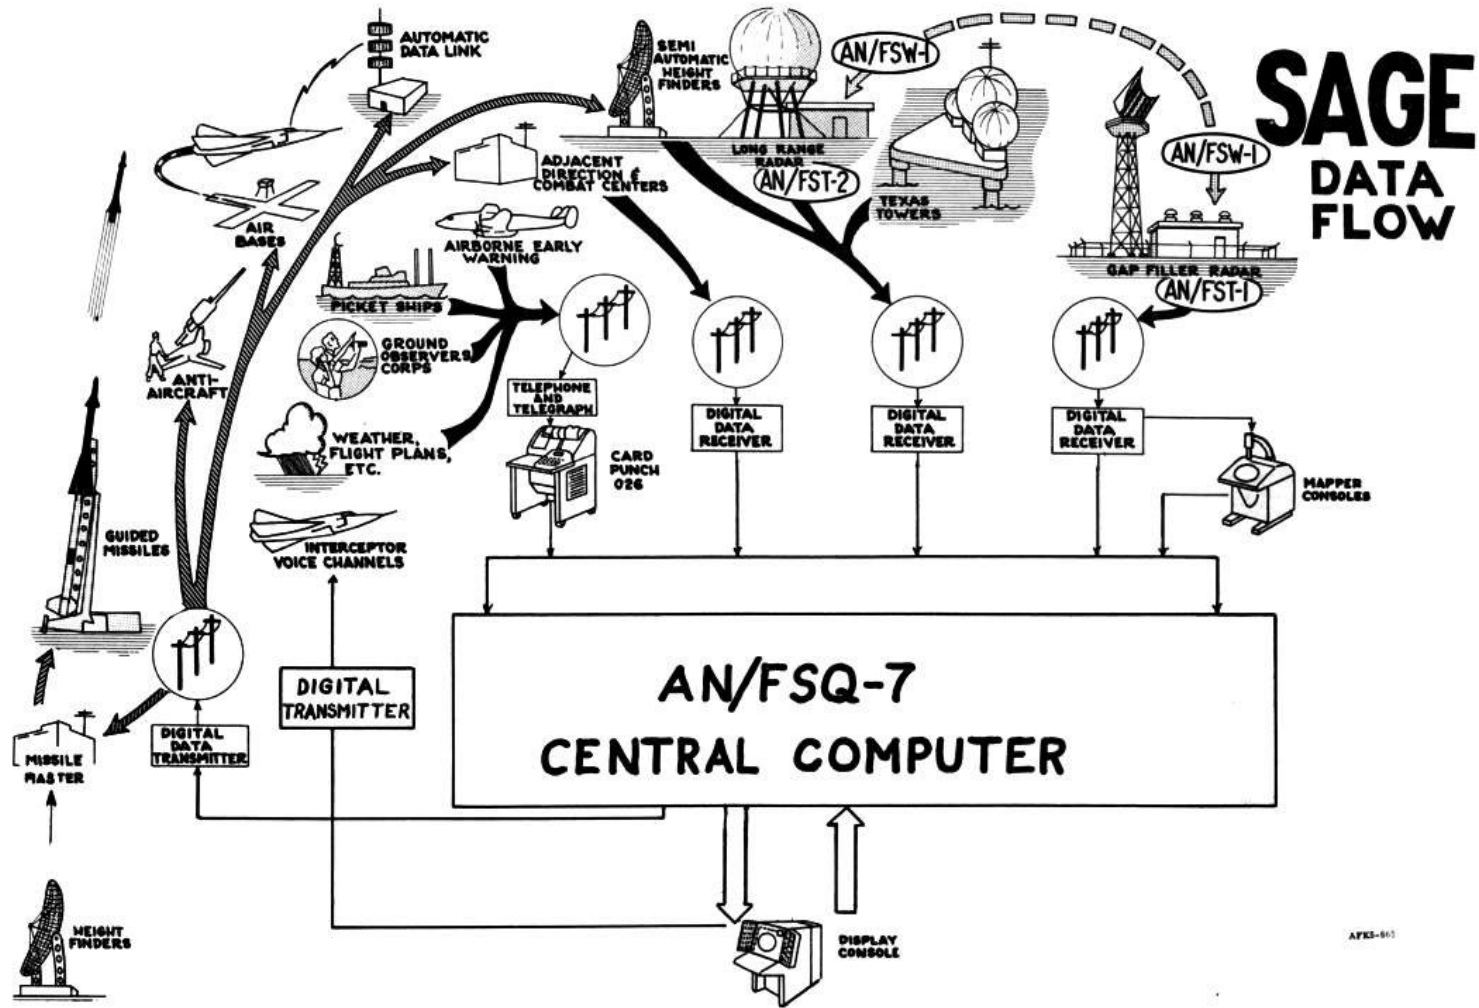 SAGE
DATA
FLOW
AUTOMATIC
DATA LINK
SEMI
AUTOMATIC
HEIGHT
FINDERS
AN/FSW-1
LONG RANGE
RADAR
AN/FST-2
TEXAS
TOWERS
AN/FSW-1
GAP FILLER RADAR
AN/FST-1
ADJACENT
DIRECTION &
COMBAT CENTERS
AIR
BASES
AIRBORNE EARLY
WARNING
PICKET SHIPS
GROUND
OBSERVERS
CORPS
ANTI-
AIRCRAFT
WEATHER,
FLIGHT PLANS,
ETC.
TELEPHONE
AND
TELEGRAPH
CARD
PUNCH
026
DIGITAL
DATA
RECEIVER
DIGITAL
DATA
RECEIVER
DIGITAL
DATA
RECEIVER
MAPPER
CONSOLES
GUIDED
MISSILES
INTERCEPTOR
VOICE CHANNELS
DIGITAL
TRANSMITTER
AN/FSQ-7
CENTRAL COMPUTER
DIGITAL
DATA
TRANSMITTER
MISSILE
MASTER
HEIGHT
FINDERS
DISPLAY
CONSOLE